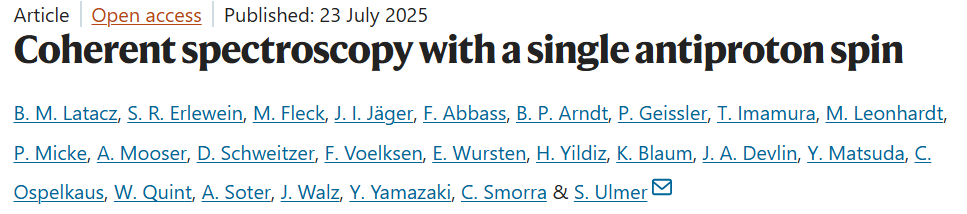 Article Open access Published: 23 July 2025
Coherent spectroscopy with a single antiproton spin
B. M. Latacz, S. R. Erlewein, M. Fleck, J. I. Jäger, F. Abbass, B. P. Arndt, P. Geissler, T. Imamura, M. Leonhardt,
P. Micke, A. Mooser, D. Schweitzer, F. Voelksen, E. Wursten, H. Yildiz, K. Blaum, J. A. Devlin, Y. Matsuda, C.
Ospelkaus, W. Quint, A. Soter, J. Walz, Y. Yamazaki, C. Smorra & S. Ulmer